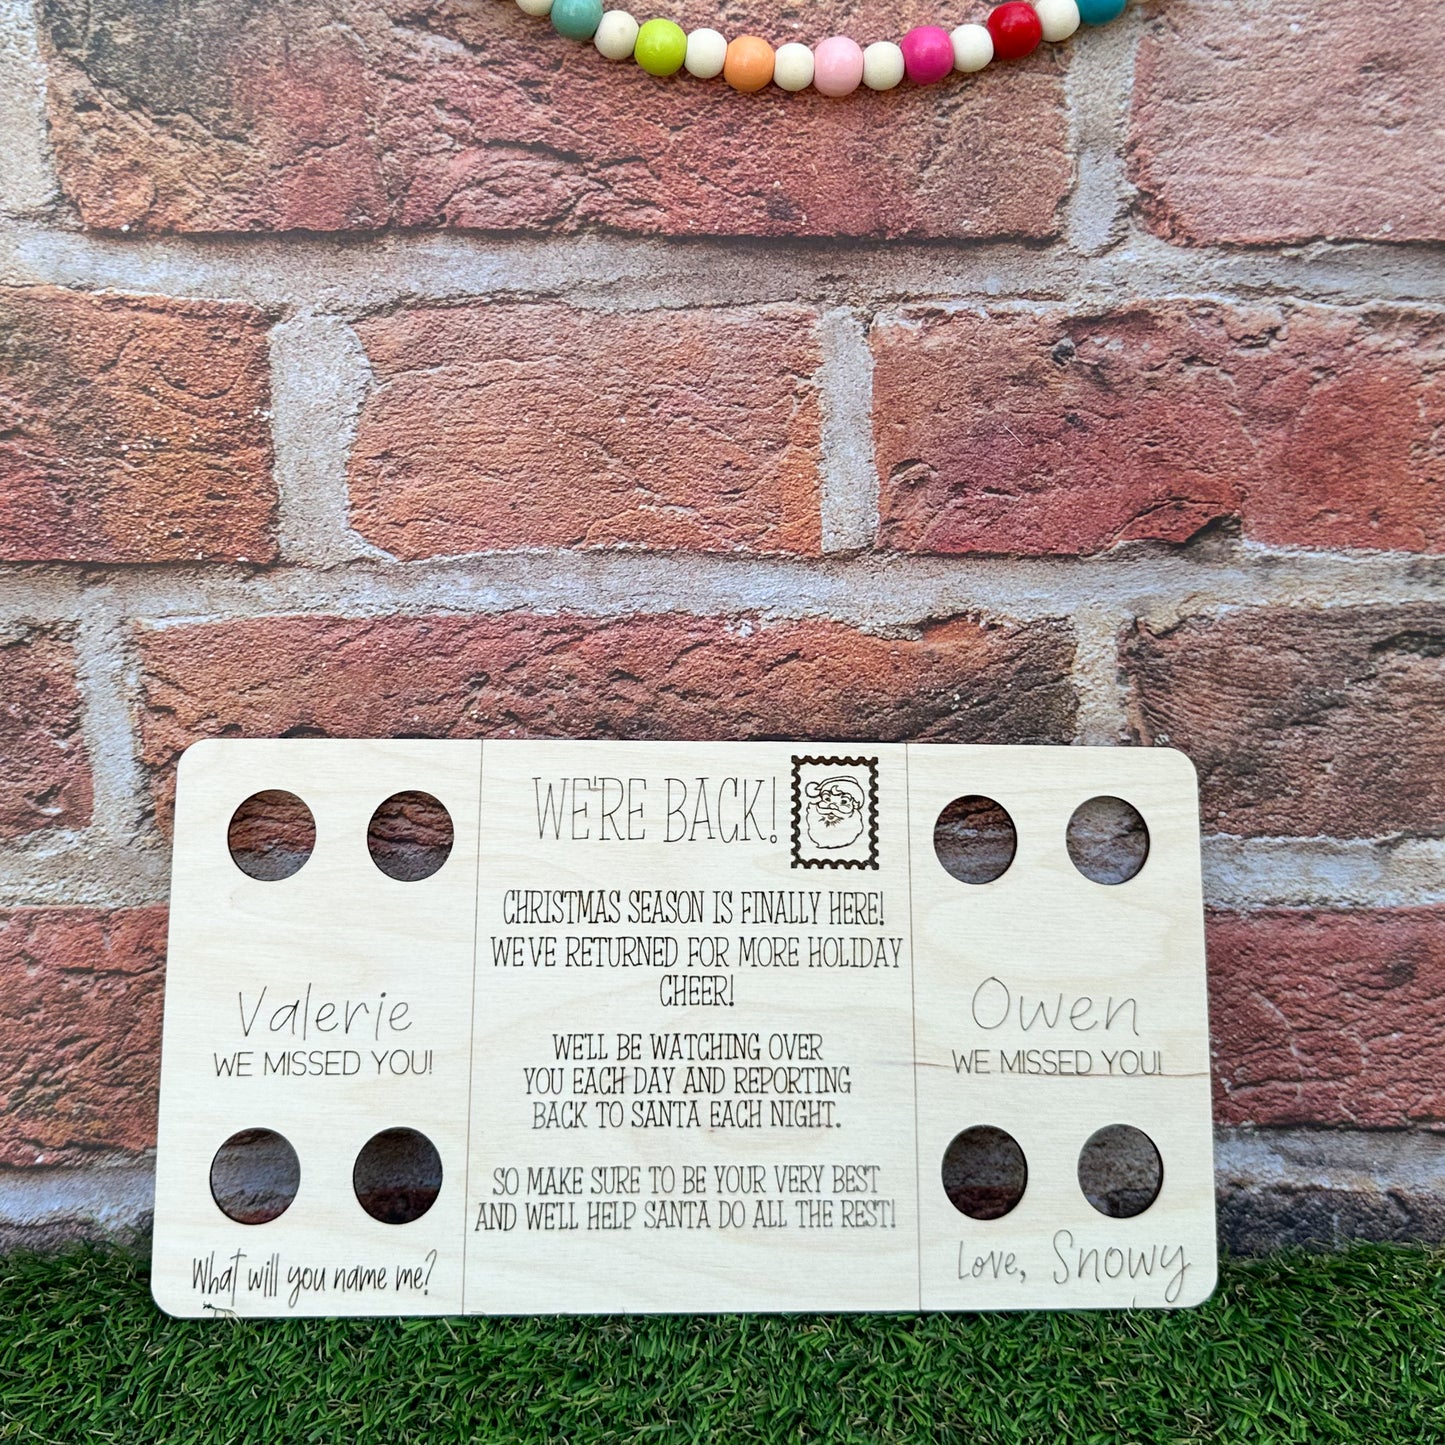 Valerie
WE MISSED YOU!
What will you name me?
WE'RE BACK!
CHRISTMAS SEASON IS FINALLY HERE!
WE'VE RETURNED FOR MORE HOLIDAY
CHEER!
WE'LL BE WATCHING OVER
YOU EACH DAY AND REPORTING
BACK TO SANTA EACH NIGHT.
SO MAKE SURE TO BE YOUR VERY BEST
AND WE'LL HELP SANTA DO ALL THE REST!
Owen
WE MISSED YOU!
Love, Snowy